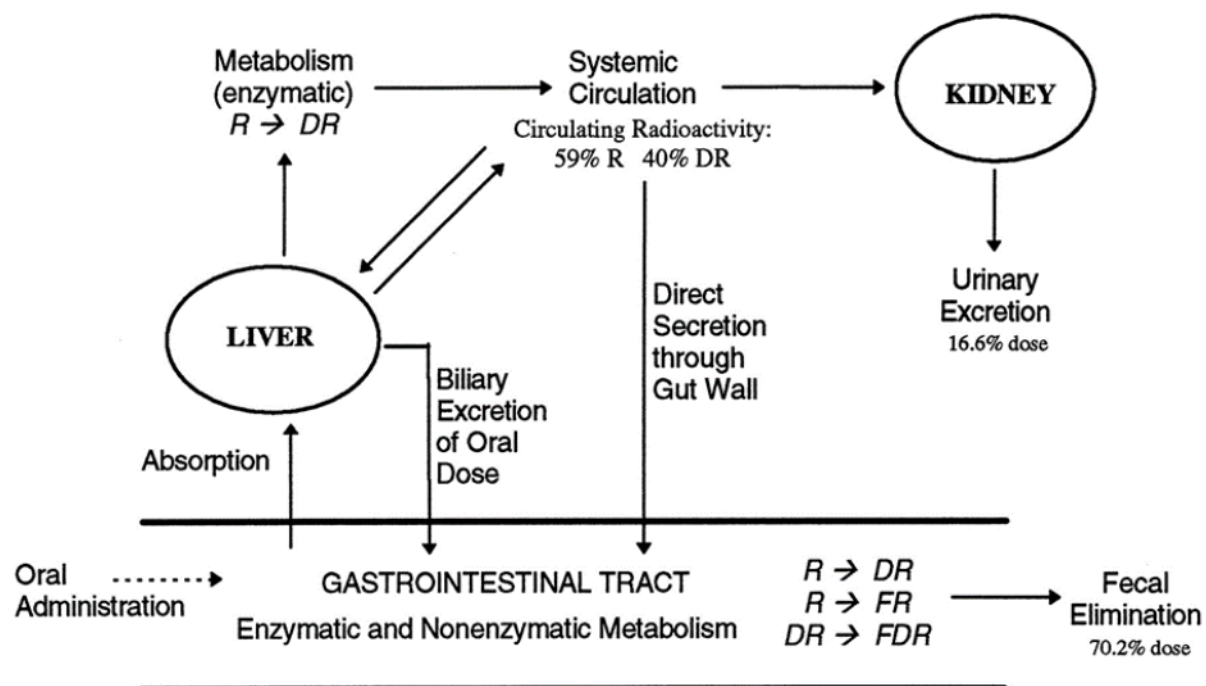 Metabolism
(enzymatic)
R → DR
Systemic
Circulation
Circulating Radioactivity:
59% R 40% DR
KIDNEY
Urinary
Excretion
16.6% dose
LIVER
Direct
Secretion
through
Gut Wall
Biliary
Excretion
of Oral
Dose
Absorption
Oral
Administration
GASTROINTESTINAL TRACT
Enzymatic and Nonenzymatic Metabolism
R → DR
R → FR
DR → FDR
Fecal
Elimination
70.2% dose